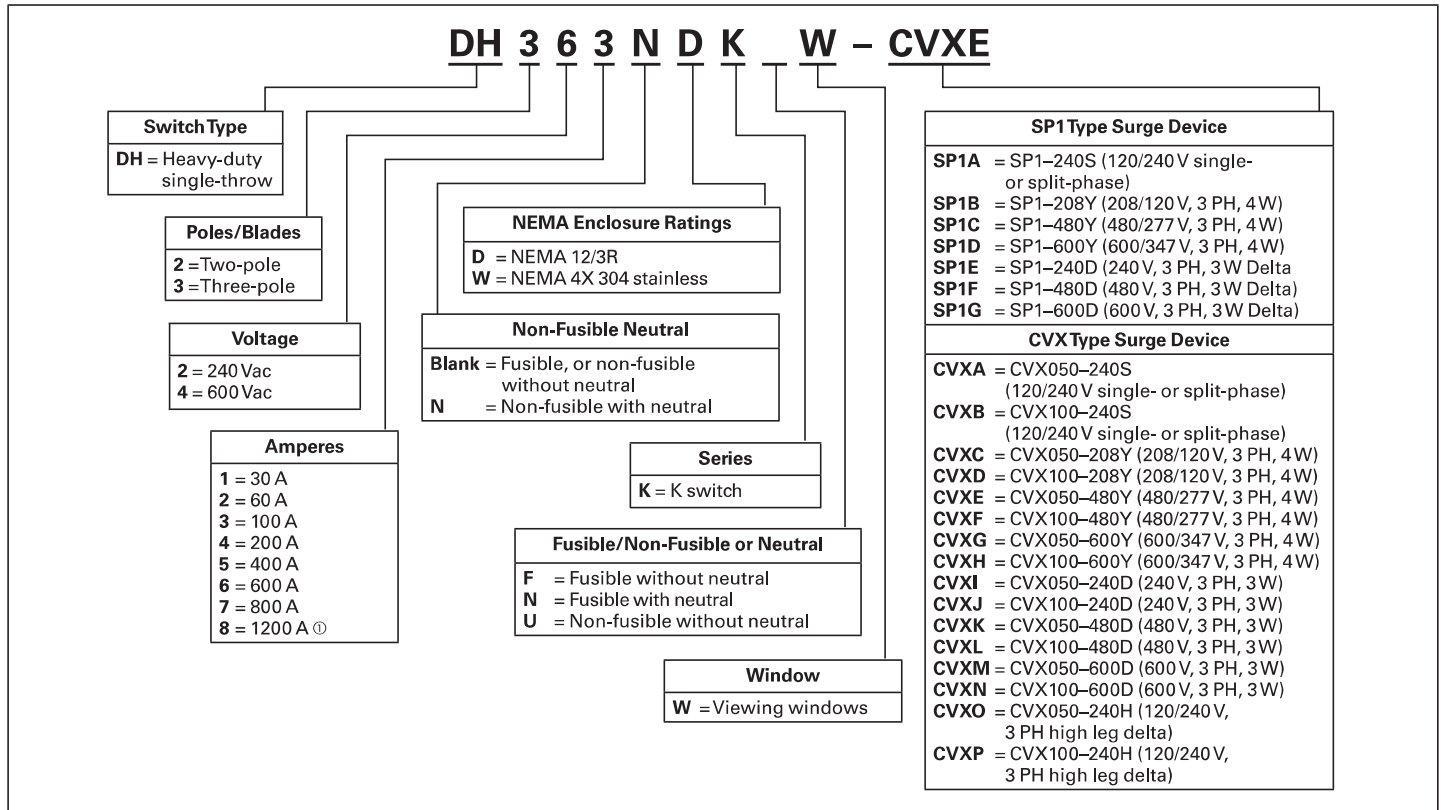 DH 3 6 3 N D K _ W – CVXE
Switch Type
DH = Heavy-duty
single-throw
Poles/Blades
2 = Two-pole
3 = Three-pole
Voltage
2 = 240 Vac
4 = 600 Vac
Amperes
1 = 30 A
2 = 60 A
3 = 100 A
4 = 200 A
5 = 400 A
6 = 600 A
7 = 800 A
8 = 1200 A ①
NEMA Enclosure Ratings
D = NEMA 12/3R
W = NEMA 4X 304 stainless
Non-Fusible Neutral
Blank = Fusible, or non-fusible
without neutral
N = Non-fusible with neutral
Series
K = K switch
Fusible/Non-Fusible or Neutral
F = Fusible without neutral
N = Fusible with neutral
U = Non-fusible without neutral
Window
W = Viewing windows
SP1 Type Surge Device
SP1A = SP1–240S (120/240 V single-
or split-phase)
SP1B = SP1–208Y (208/120 V, 3 PH, 4 W)
SP1C = SP1–480Y (480/277 V, 3 PH, 4 W)
SP1D = SP1–600Y (600/347 V, 3 PH, 4 W)
SP1E = SP1–240D (240 V, 3 PH, 3 W Delta
SP1F = SP1–480D (480 V, 3 PH, 3 W Delta)
SP1G = SP1–600D (600 V, 3 PH, 3 W Delta)
CVX Type Surge Device
CVXA = CVX050–240S
(120/240 V single- or split-phase)
CVXB = CVX100–240S
(120/240 V single- or split-phase)
CVXC = CVX050–208Y (208/120 V, 3 PH, 4 W)
CVXD = CVX100–208Y (208/120 V, 3 PH, 4 W)
CVXE = CVX050–480Y (480/277 V, 3 PH, 4 W)
CVXF = CVX100–480Y (480/277 V, 3 PH, 4 W)
CVXG = CVX050–600Y (600/347 V, 3 PH, 4 W)
CVXH = CVX100–600Y (600/347 V, 3 PH, 4 W)
CVXI = CVX050–240D (240 V, 3 PH, 3 W)
CVXJ = CVX100–240D (240 V, 3 PH, 3 W)
CVXK = CVX050–480D (480 V, 3 PH, 3 W)
CVXL = CVX100–480D (480 V, 3 PH, 3 W)
CVXM = CVX050–600D (600 V, 3 PH, 3 W)
CVXN = CVX100–600D (600 V, 3 PH, 3 W)
CVXO = CVX050–240H (120/240 V,
3 PH high leg delta)
CVXP = CVX100–240H (120/240 V,
3 PH high leg delta)